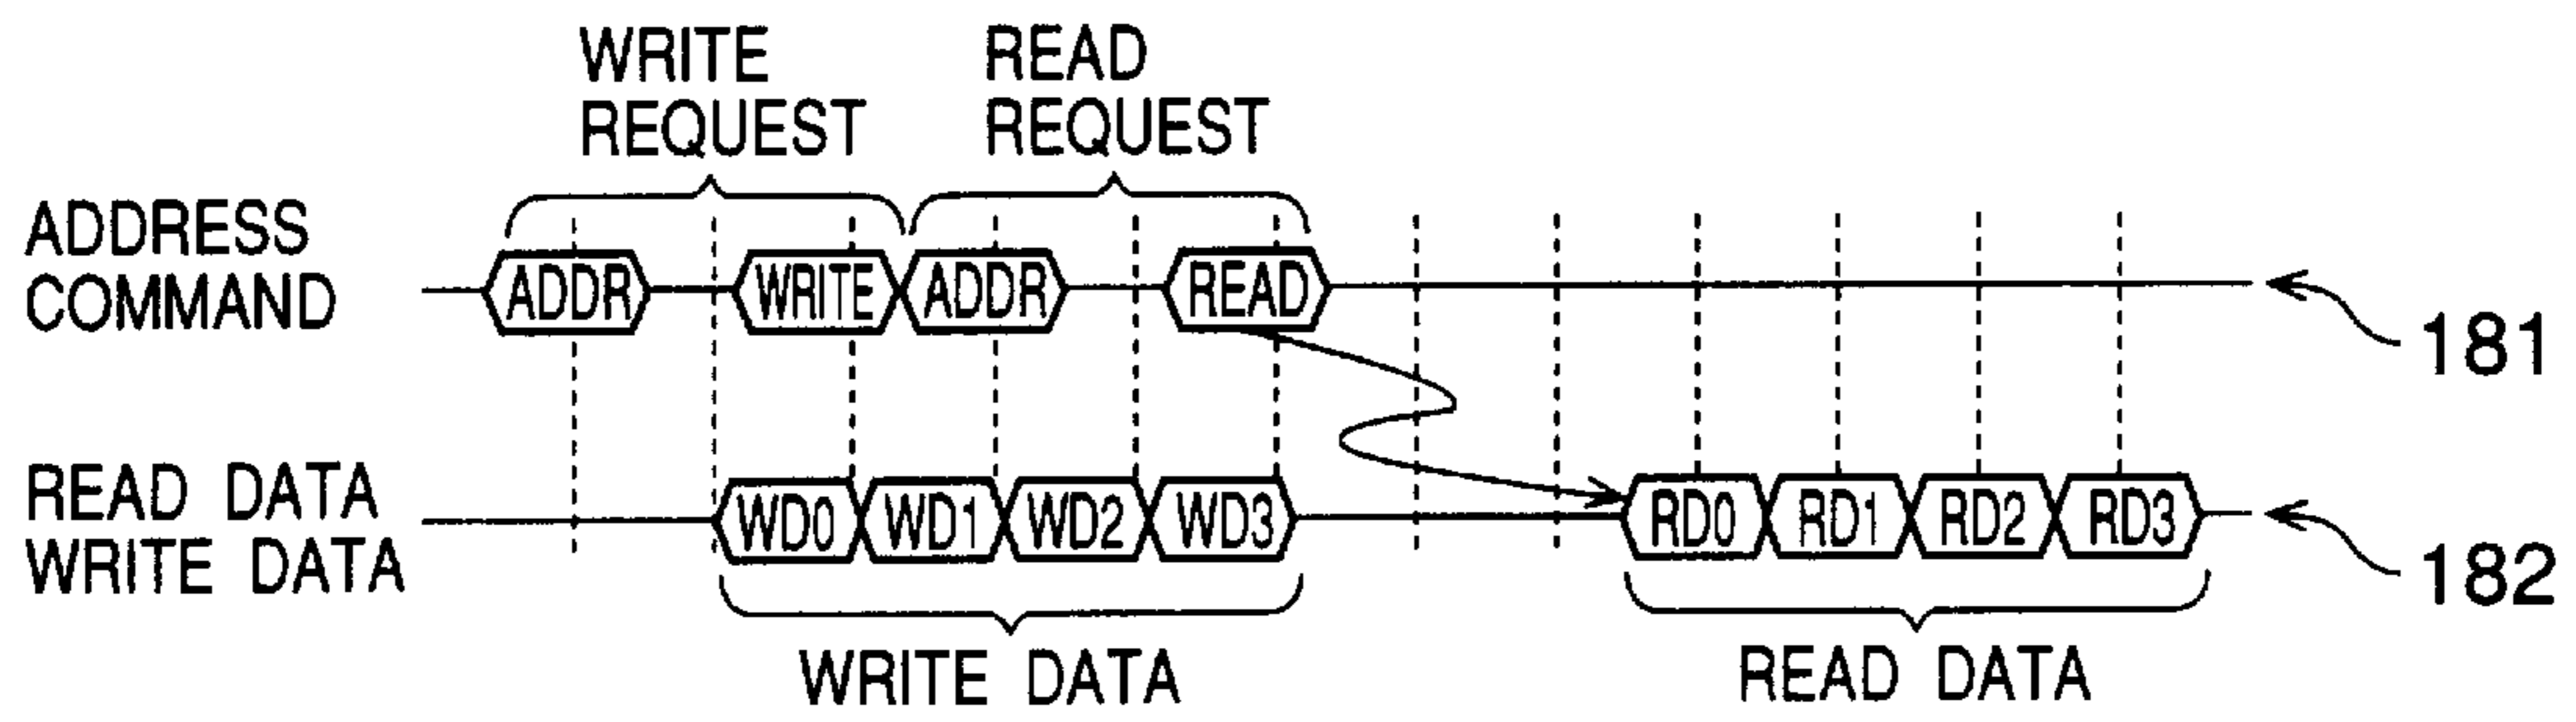 WRITE
REQUEST
READ
REQUEST
ADDRESS
COMMAND
ADDR WRITE ADDR READ
181
READ DATA
WRITE DATA
WD0 WD1 WD2 WD3 RD0 RD1 RD2 RD3
182
WRITE DATA READ DATA